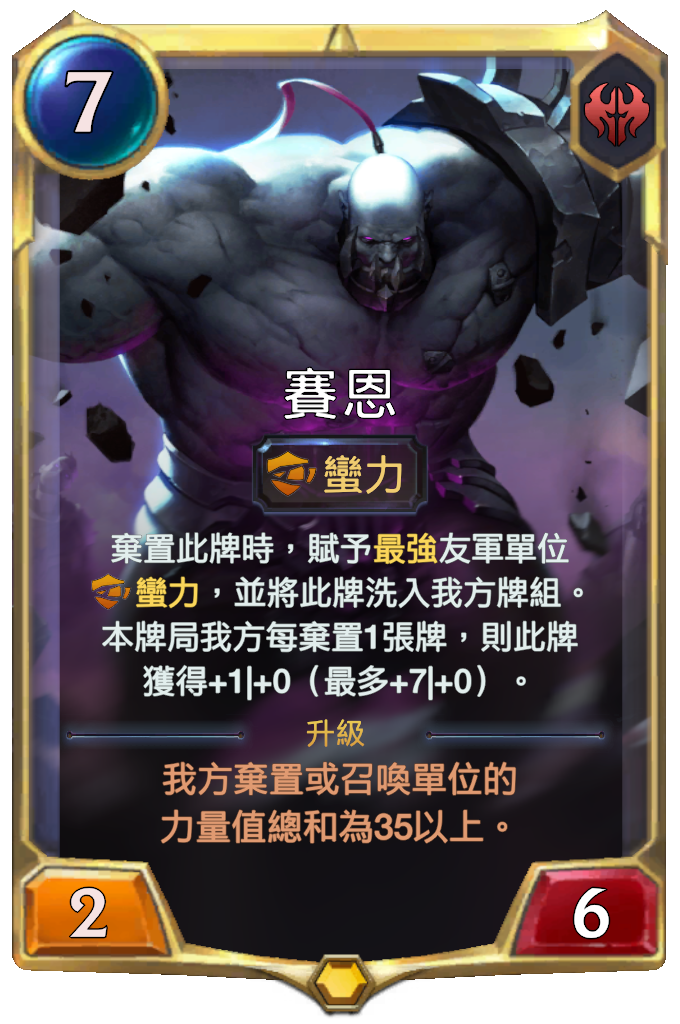 7
賽恩
蠻力
棄置此牌時，賦予最強友軍單位
蠻力，並將此牌洗入我方牌組。
本牌局我方每棄置1張牌，則此牌
獲得+1|+0（最多+7|+0）。
升級
我方棄置或召喚單位的
力量值總和為35以上。
2
6